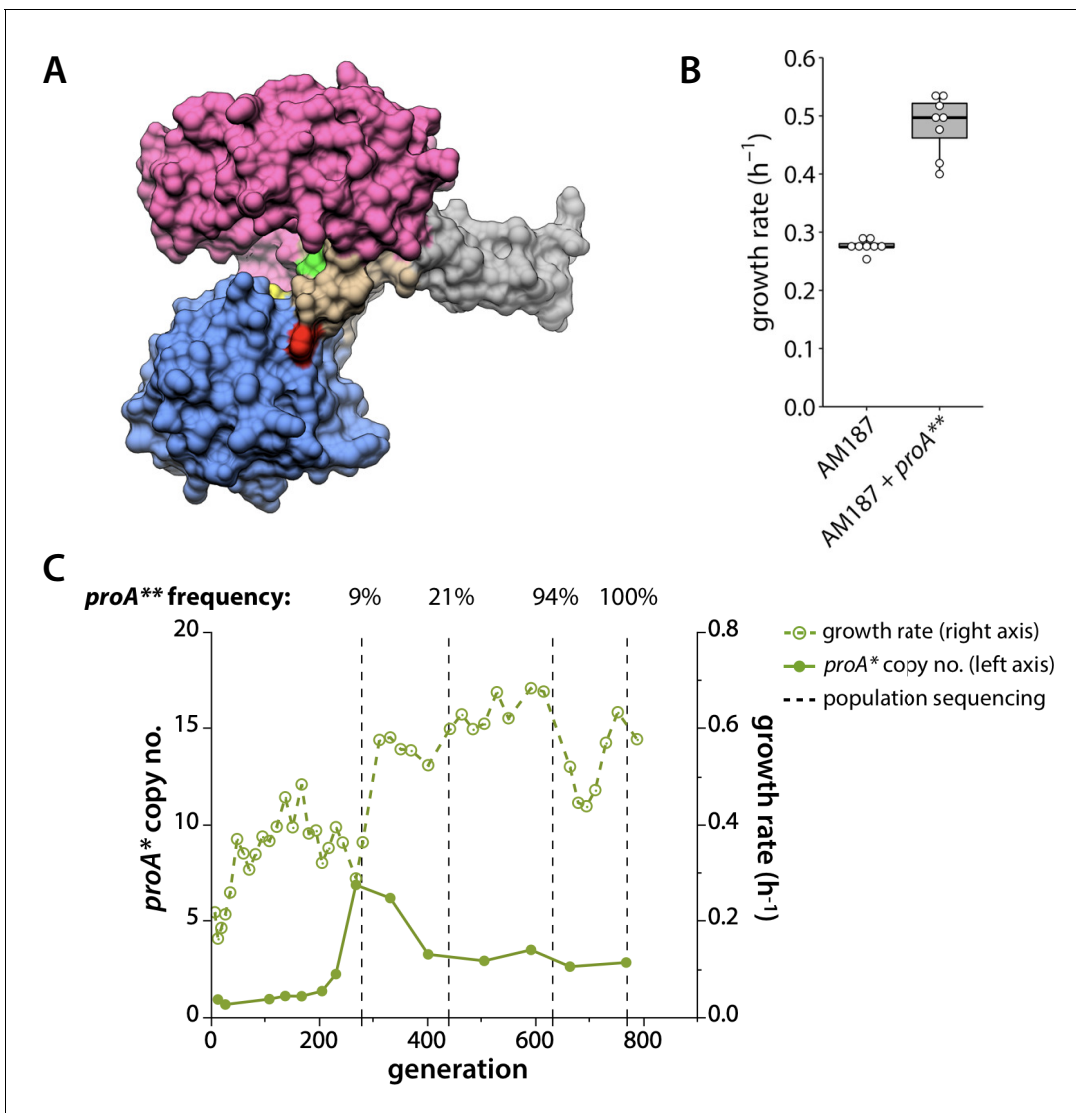 A
B
growth rate (h⁻¹)
0.6
0.5
0.4
0.3
0.2
0.1
0.0
AM187
AM187 + proA**
C
proA** frequency: 9% 21% 94% 100%
proA* copy no.
20
15
10
5
0
0.8
0.6
0.4
0.2
0.0
growth rate (h-1)
0 200 400 600 800
generation
growth rate (right axis)
proA* copy no. (left axis)
population sequencing